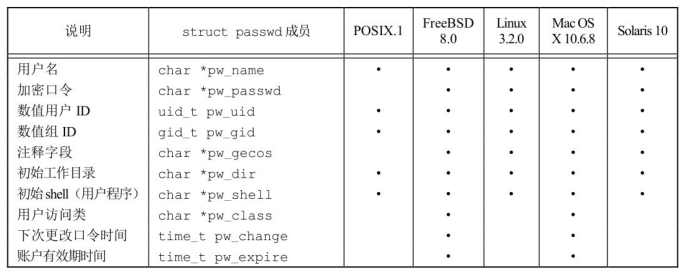 说明 struct passwd 成员 POSIX.1 FreeBSD 8.0 Linux 3.2.0 Mac OS X 10.6.8 Solaris 10
用户名 char *pw_name • • • • •
加密口令 char *pw_passwd • • • •
数值用户 ID uid_t pw_uid • • • • •
数值组 ID gid_t pw_gid • • • • •
注释字段 char *pw_gecos • • • •
初始工作目录 char *pw_dir • • • • •
初始 shell（用户程序） char *pw_shell • • • • •
用户访问类 char *pw_class • •
下次更改口令时间 time_t pw_change • •
账户有效期时间 time_t pw_expire • •